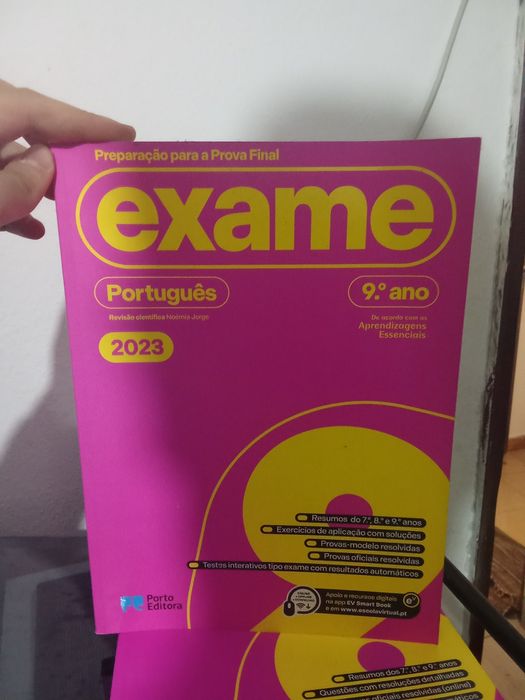 Preparação para a Prova Final
exame
Português
9.º ano
Revisão científica Noémia Jorge
De acordo com as
Aprendizagens
Essenciais
2023
Resumos do 7.º, 8.º e 9.º anos
Exercícios de aplicação com soluções
Provas-modelo resolvidas
Provas oficiais resolvidas
Testes interativos tipo exame com resultados automáticos
Porto
Editora
Apoio e recursos digitais
na app EV Smart Book
e em www.escolavirtual.pt
Resumos dos 7.º, 8.º e 9.º anos
Questões com resoluções detalhadas
oficiais resolvidas (online)